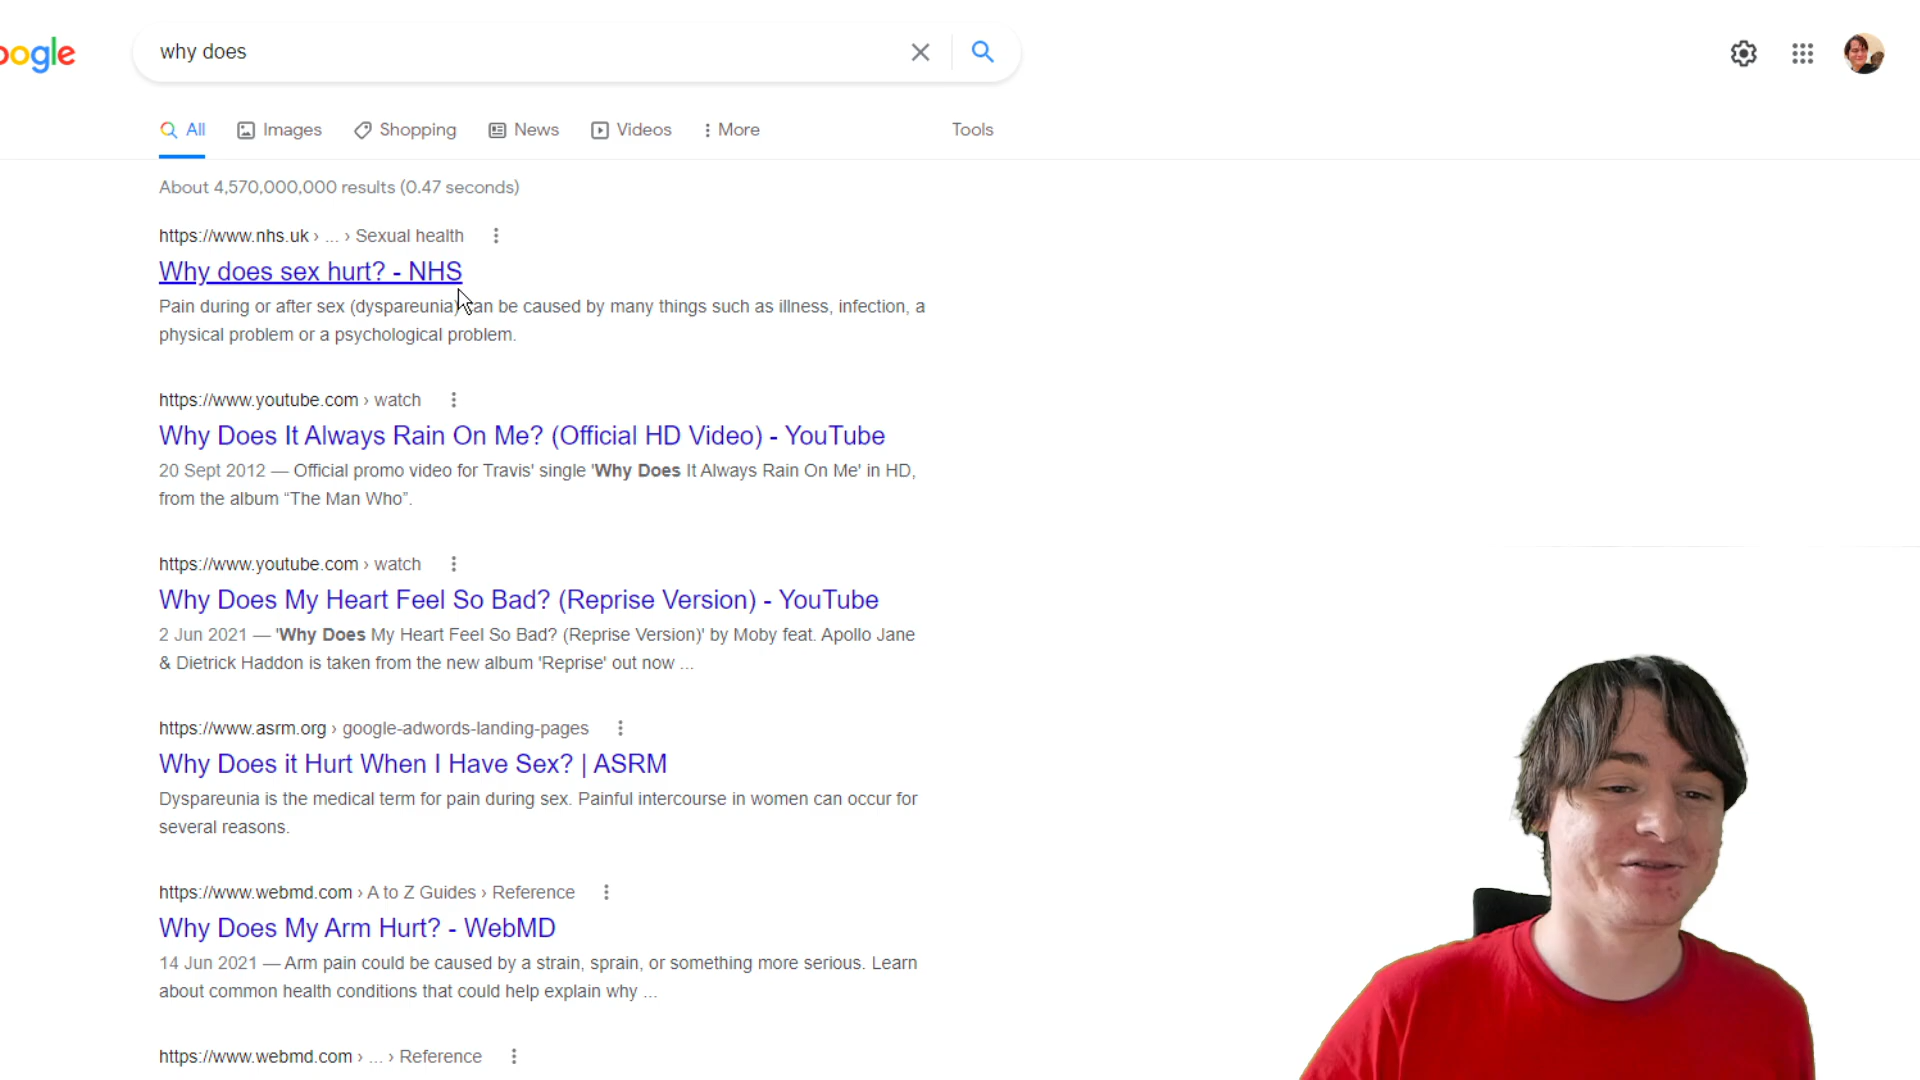 oogle
why does
All
Images
Shopping
News
Videos
More
Tools
About 4,570,000,000 results (0.47 seconds)
https://www.nhs.uk › ... › Sexual health
Why does sex hurt? - NHS
Pain during or after sex (dyspareunia) can be caused by many things such as illness, infection, a
physical problem or a psychological problem.
https://www.youtube.com › watch
Why Does It Always Rain On Me? (Official HD Video) - YouTube
20 Sept 2012 — Official promo video for Travis' single 'Why Does It Always Rain On Me' in HD,
from the album “The Man Who”.
https://www.youtube.com › watch
Why Does My Heart Feel So Bad? (Reprise Version) - YouTube
2 Jun 2021 — 'Why Does My Heart Feel So Bad? (Reprise Version)' by Moby feat. Apollo Jane
& Dietrick Haddon is taken from the new album 'Reprise' out now ...
https://www.asrm.org › google-adwords-landing-pages
Why Does it Hurt When I Have Sex? | ASRM
Dyspareunia is the medical term for pain during sex. Painful intercourse in women can occur for
several reasons.
https://www.webmd.com › A to Z Guides › Reference
Why Does My Arm Hurt? - WebMD
14 Jun 2021 — Arm pain could be caused by a strain, sprain, or something more serious. Learn
about common health conditions that could help explain why ...
https://www.webmd.com › ... › Reference